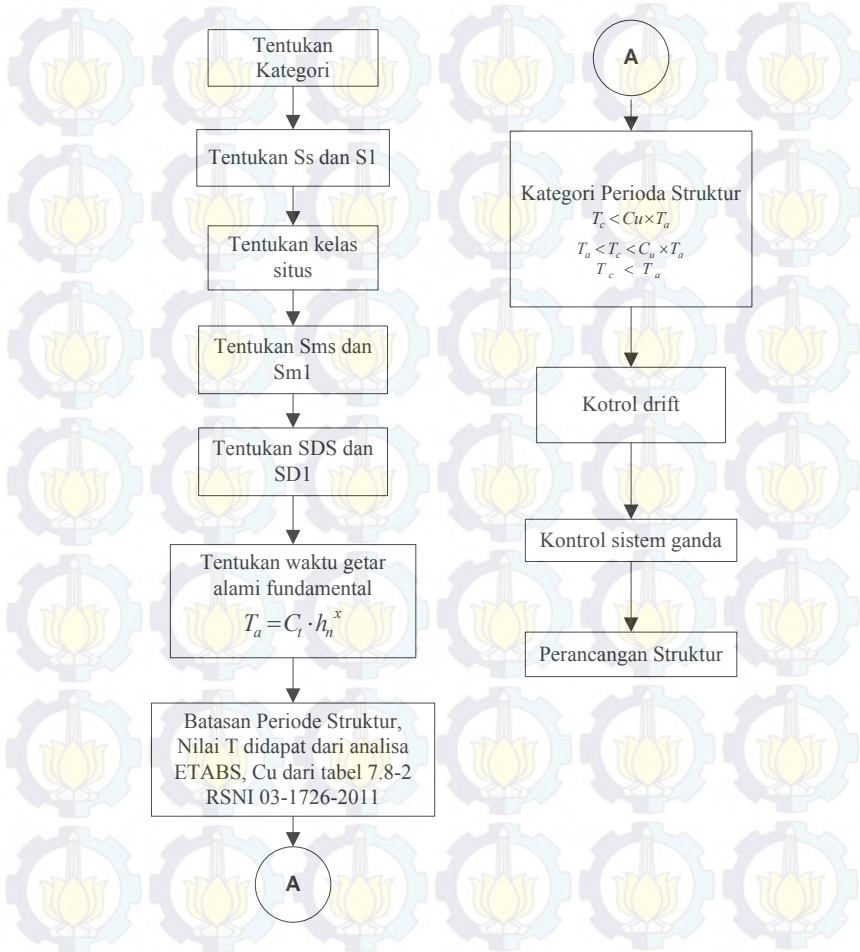 Tentukan
Kategori
Tentukan Ss dan S1
Tentukan kelas
situs
Tentukan Sms dan
Sm1
Tentukan SDS dan
SD1
Tentukan waktu getar
alami fundamental
T_a = C_t · h_n^x
Batasan Periode Struktur,
Nilai T didapat dari analisa
ETABS, Cu dari tabel 7.8-2
RSNI 03-1726-2011
A
A
Kategori Perioda Struktur
T_c < Cu × T_a
T_a < T_c < C_u × T_a
T_c < T_a
Kotrol drift
Kontrol sistem ganda
Perancangan Struktur